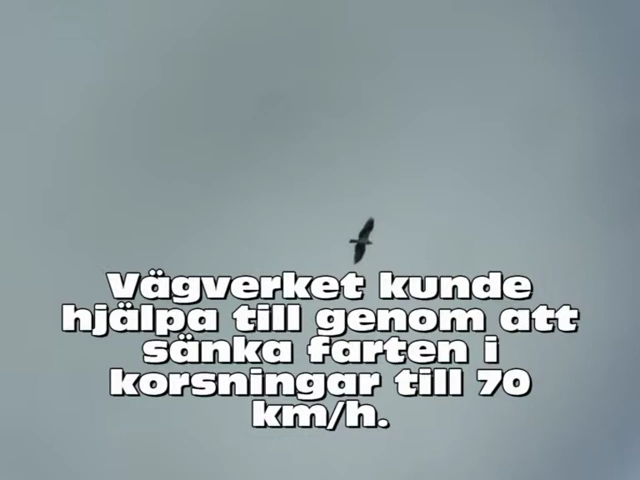 Vägverket kunde
hjälpa till genom att
sänka farten i
korsningar till 70
km/h.